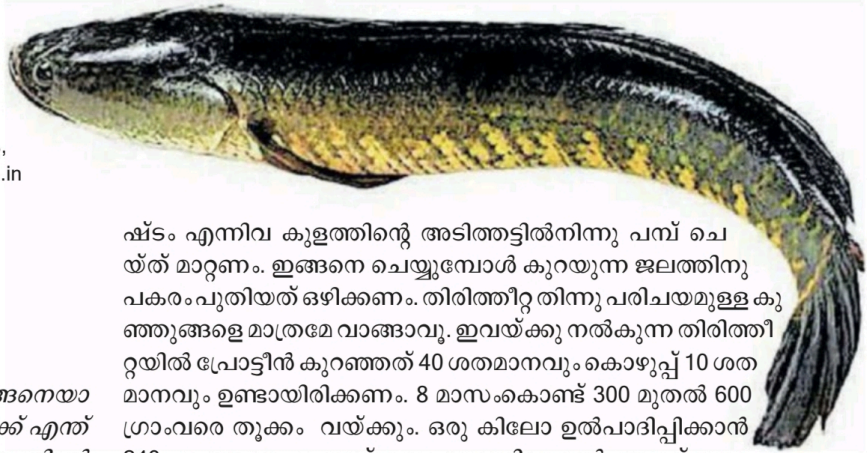 .in
ഷ്ടം എന്നിവ കുളത്തിന്റെ അടിത്തട്ടിൽനിന്നു പമ്പ് ചെ
യ്ത് മാറ്റണം. ഇങ്ങനെ ചെയ്യുമ്പോൾ കുറയുന്ന ജലത്തിനു
പകരം പുതിയത് ഒഴിക്കണം. തിരിത്തീറ്റ തിന്നു പരിചയമുള്ള കു
ഞ്ഞുങ്ങളെ മാത്രമേ വാങ്ങാവൂ. ഇവയ്ക്കു നൽകുന്ന തിരിത്തീ
റ്റയിൽ പ്രോട്ടീൻ കുറഞ്ഞത് 40 ശതമാനവും കൊഴുപ്പ് 10 ശത
മാനവും ഉണ്ടായിരിക്കണം. 8 മാസംകൊണ്ട് 300 മുതൽ 600
ഗ്രാംവരെ തൂക്കം വയ്ക്കും. ഒരു കിലോ ഉൽപാദിപ്പിക്കാൻ
ങ്ങനെയാ
ക്ക് എന്ത്